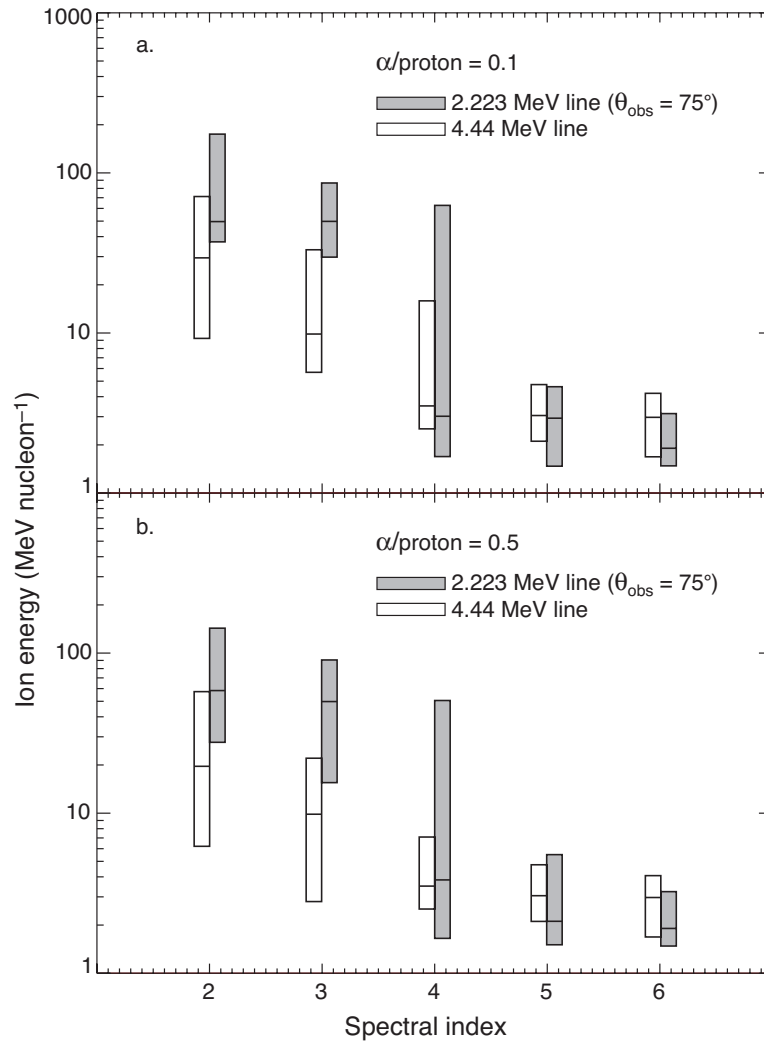 1000
a.
α/proton = 0.1
2.223 MeV line (θobs = 75°)
4.44 MeV line
100
10
1
b.
α/proton = 0.5
2.223 MeV line (θobs = 75°)
4.44 MeV line
100
10
1
Ion energy (MeV nucleon⁻¹)
2 3 4 5 6
Spectral index